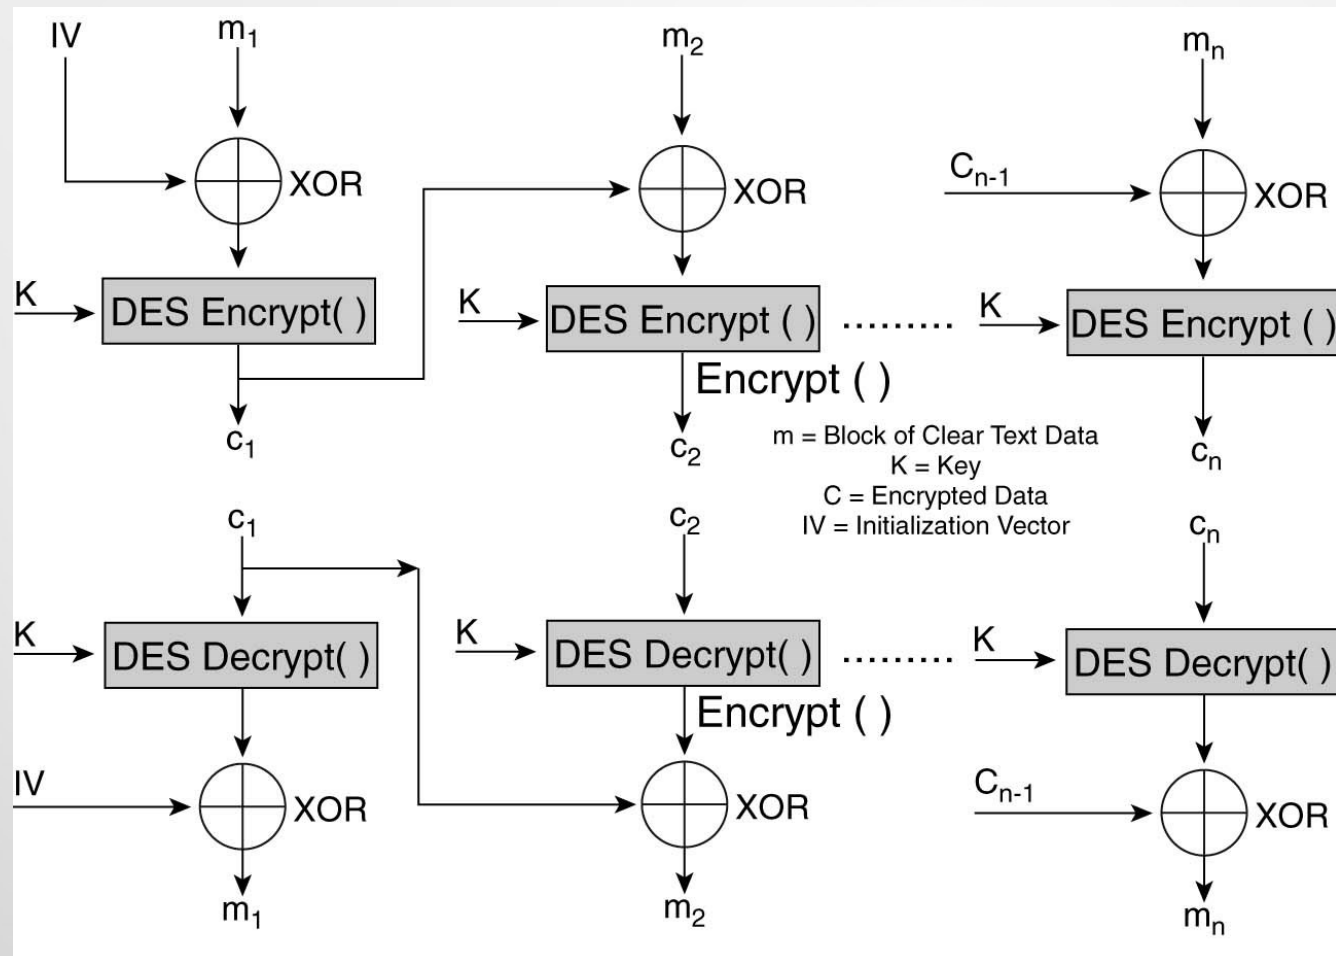 IV
m1
m2
mn
XOR
XOR
Cn-1
XOR
K
DES Encrypt( )
K
DES Encrypt ( )
.........
K
DES Encrypt ( )
Encrypt ( )
c1
c2
cn
m = Block of Clear Text Data
K = Key
C = Encrypted Data
IV = Initialization Vector
c1
c2
cn
K
DES Decrypt( )
K
DES Decrypt( )
.........
K
DES Decrypt( )
Encrypt ( )
IV
XOR
XOR
Cn-1
XOR
m1
m2
mn